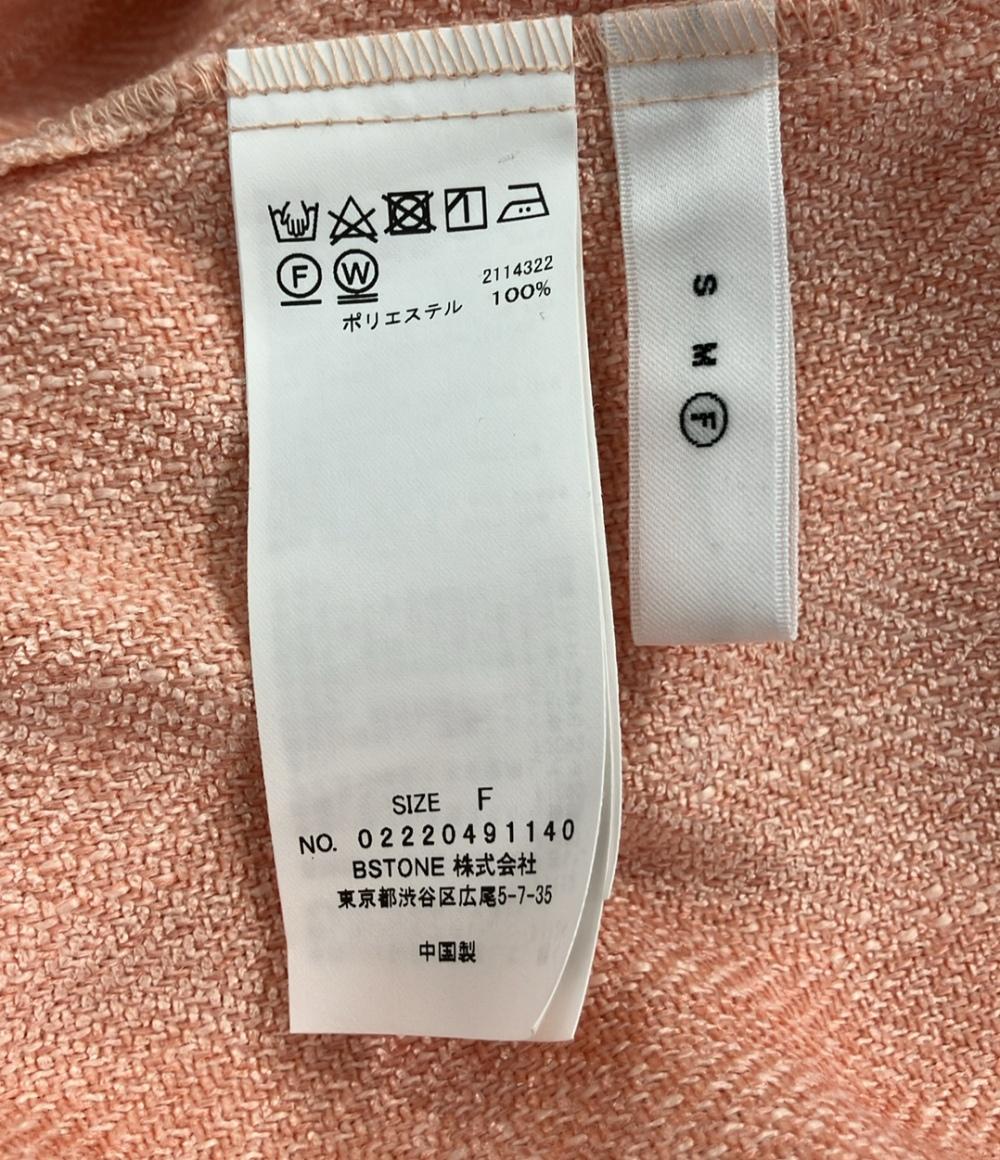 F W
2114322
ポリエステル 100%
SIZE F
NO. 02220491140
BSTONE 株式会社
東京都渋谷区広尾5-7-35
中国製
S M F